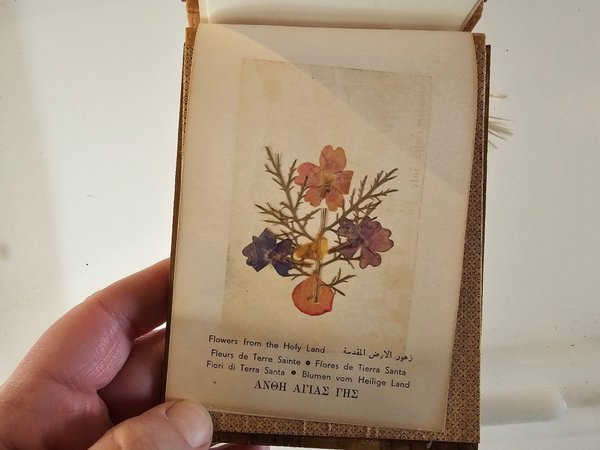 Flowers from the Holy Land زهور الارض المقدسة
Fleurs de Terre Sainte ● Flores de Tierra Santa
Fiori di Terra Santa ● Blumen vom Heilige Land
ΑΝΘΗ ΑΓΙΑΣ ΓΗΣ